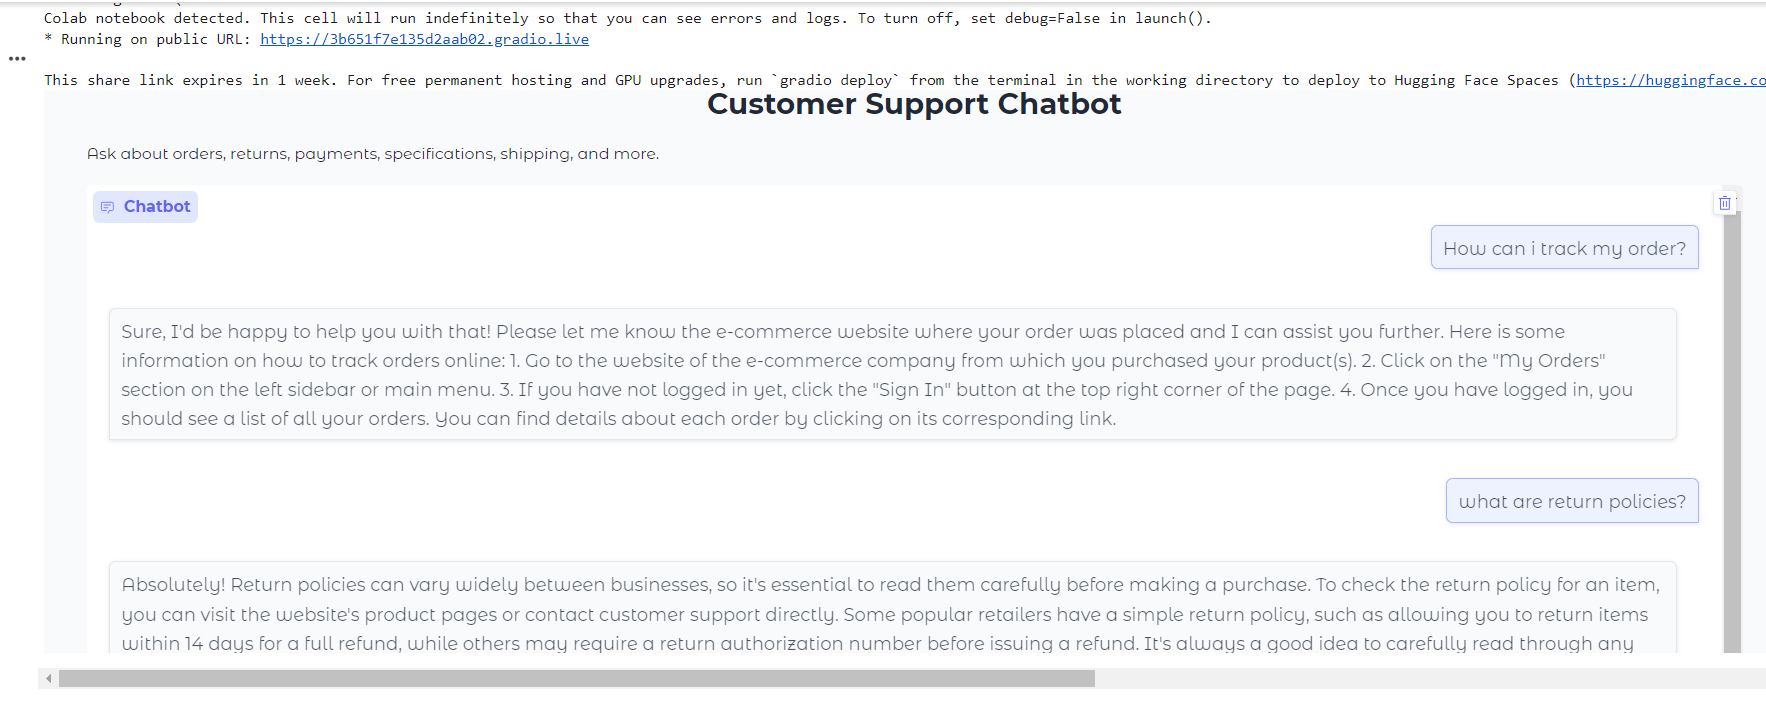 Colab notebook detected. This cell will run indefinitely so that you can see errors and logs. To turn off, set debug=False in launch().
* Running on public URL: https://3b651f7e135d2aab02.gradio.live
This share link expires in 1 week. For free permanent hosting and GPU upgrades, run `gradio deploy` from the terminal in the working directory to deploy to Hugging Face Spaces (https://huggingface.co
Customer Support Chatbot
Ask about orders, returns, payments, specifications, shipping, and more.
Chatbot
How can i track my order?
Sure, I'd be happy to help you with that! Please let me know the e-commerce website where your order was placed and I can assist you further. Here is some
information on how to track orders online: 1. Go to the website of the e-commerce company from which you purchased your product(s). 2. Click on the "My Orders"
section on the left sidebar or main menu. 3. If you have not logged in yet, click the "Sign In" button at the top right corner of the page. 4. Once you have logged in, you
should see a list of all your orders. You can find details about each order by clicking on its corresponding link.
what are return policies?
Absolutely! Return policies can vary widely between businesses, so it's essential to read them carefully before making a purchase. To check the return policy for an item,
you can visit the website's product pages or contact customer support directly. Some popular retailers have a simple return policy, such as allowing you to return items
within 14 days for a full refund, while others may require a return authorization number before issuing a refund. It's always a good idea to carefully read through any